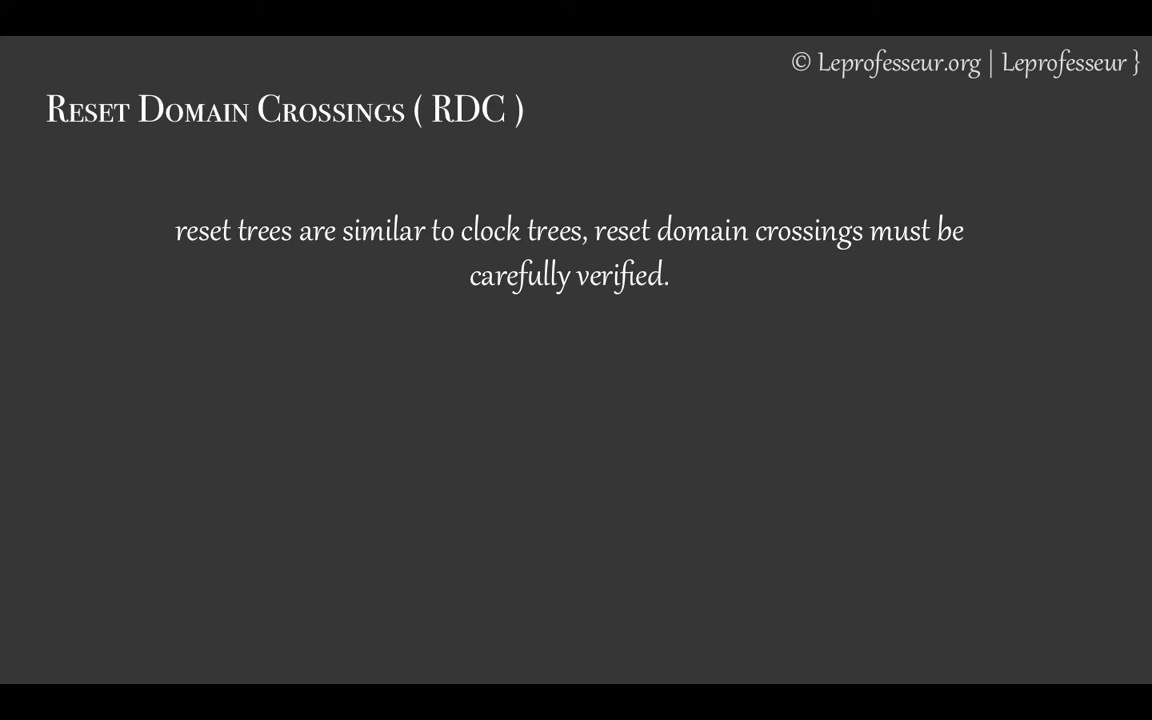 © Leprofesseur.org | Leprofesseur }
Reset Domain Crossings ( RDC )
reset trees are similar to clock trees, reset domain crossings must be
carefully verified.